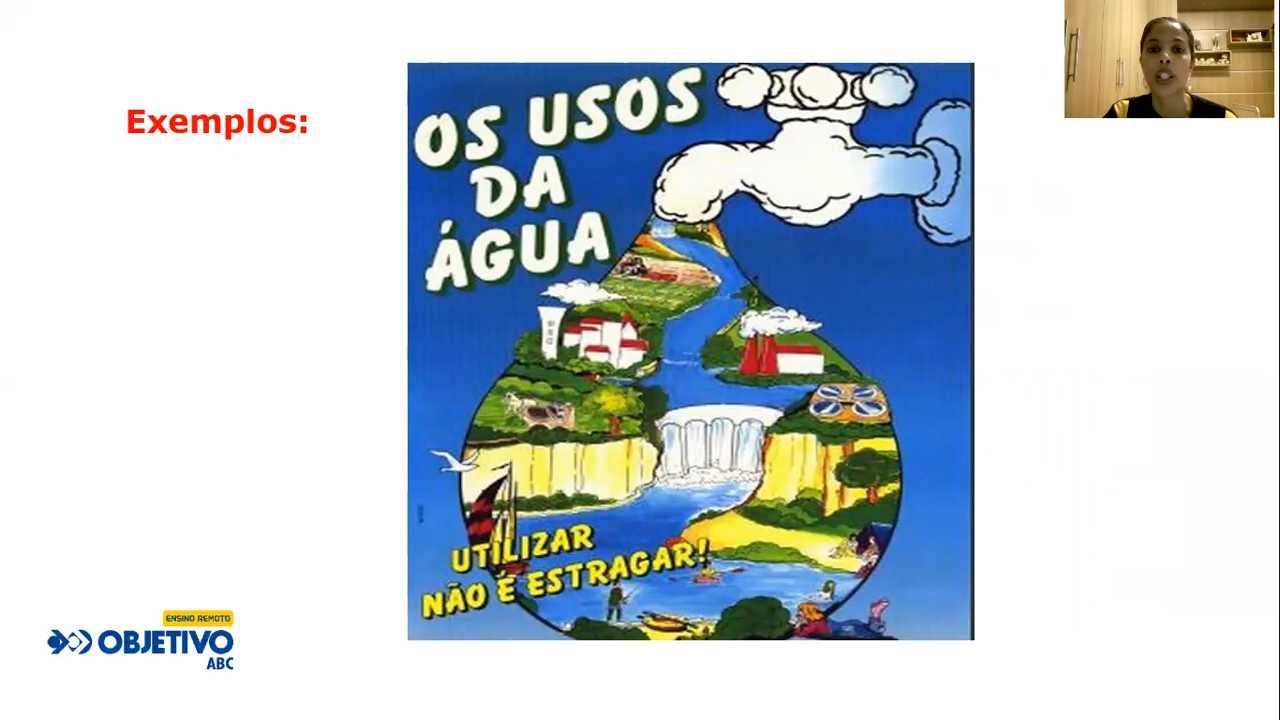 Exemplos:
OS USOS
DA
ÁGUA
UTILIZAR
NÃO É ESTRAGAR!
ENSINO REMOTO
OBJETIVO
ABC